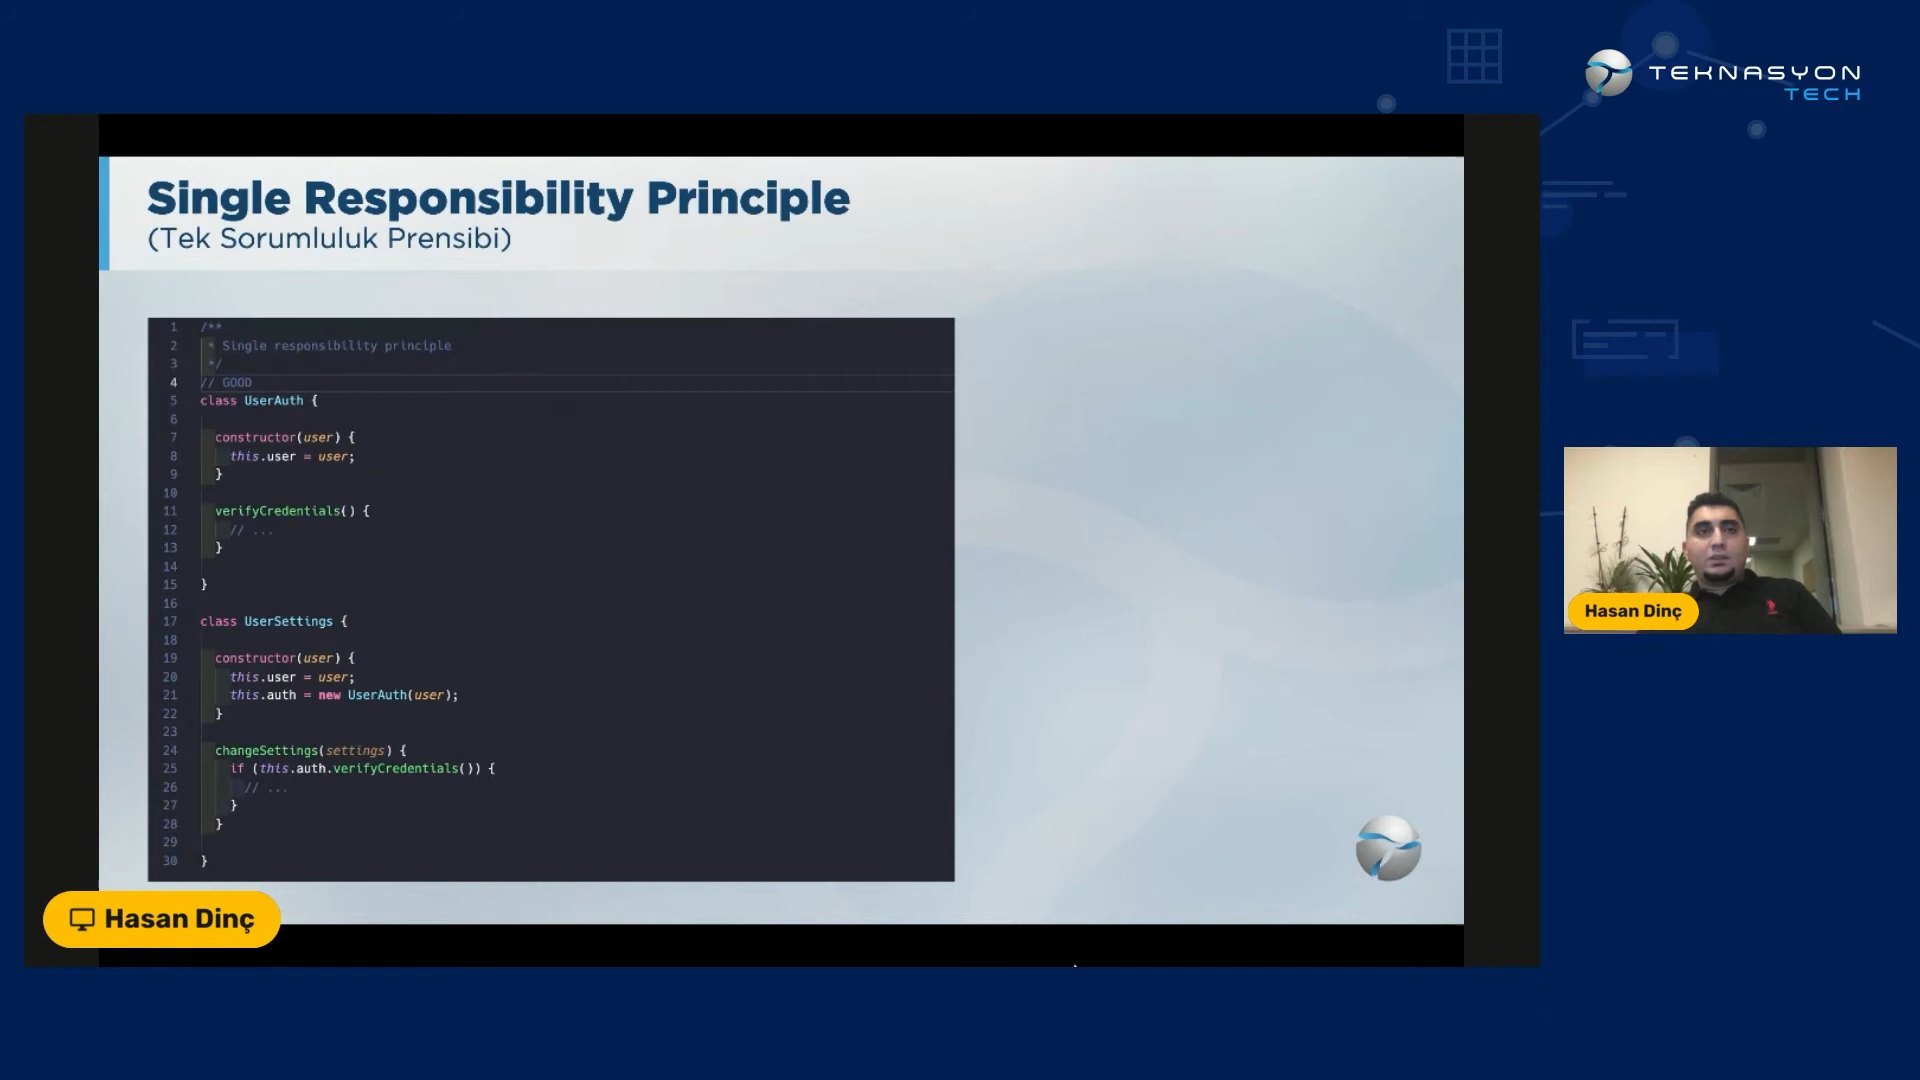 TEKNASYON
TECH
Single Responsibility Principle
(Tek Sorumluluk Prensibi)
1 /**
2 * Single responsibility principle
3 */
4 // GOOD
5 class UserAuth {
6
7 constructor(user) {
8 this.user = user;
9 }
10
11 verifyCredentials() {
12 // ...
13 }
14
15 }
16
17 class UserSettings {
18
19 constructor(user) {
20 this.user = user;
21 this.auth = new UserAuth(user);
22 }
23
24 changeSettings(settings) {
25 if (this.auth.verifyCredentials()) {
26 // ...
27 }
28 }
29
30 }
Hasan Dinç
Hasan Dinç